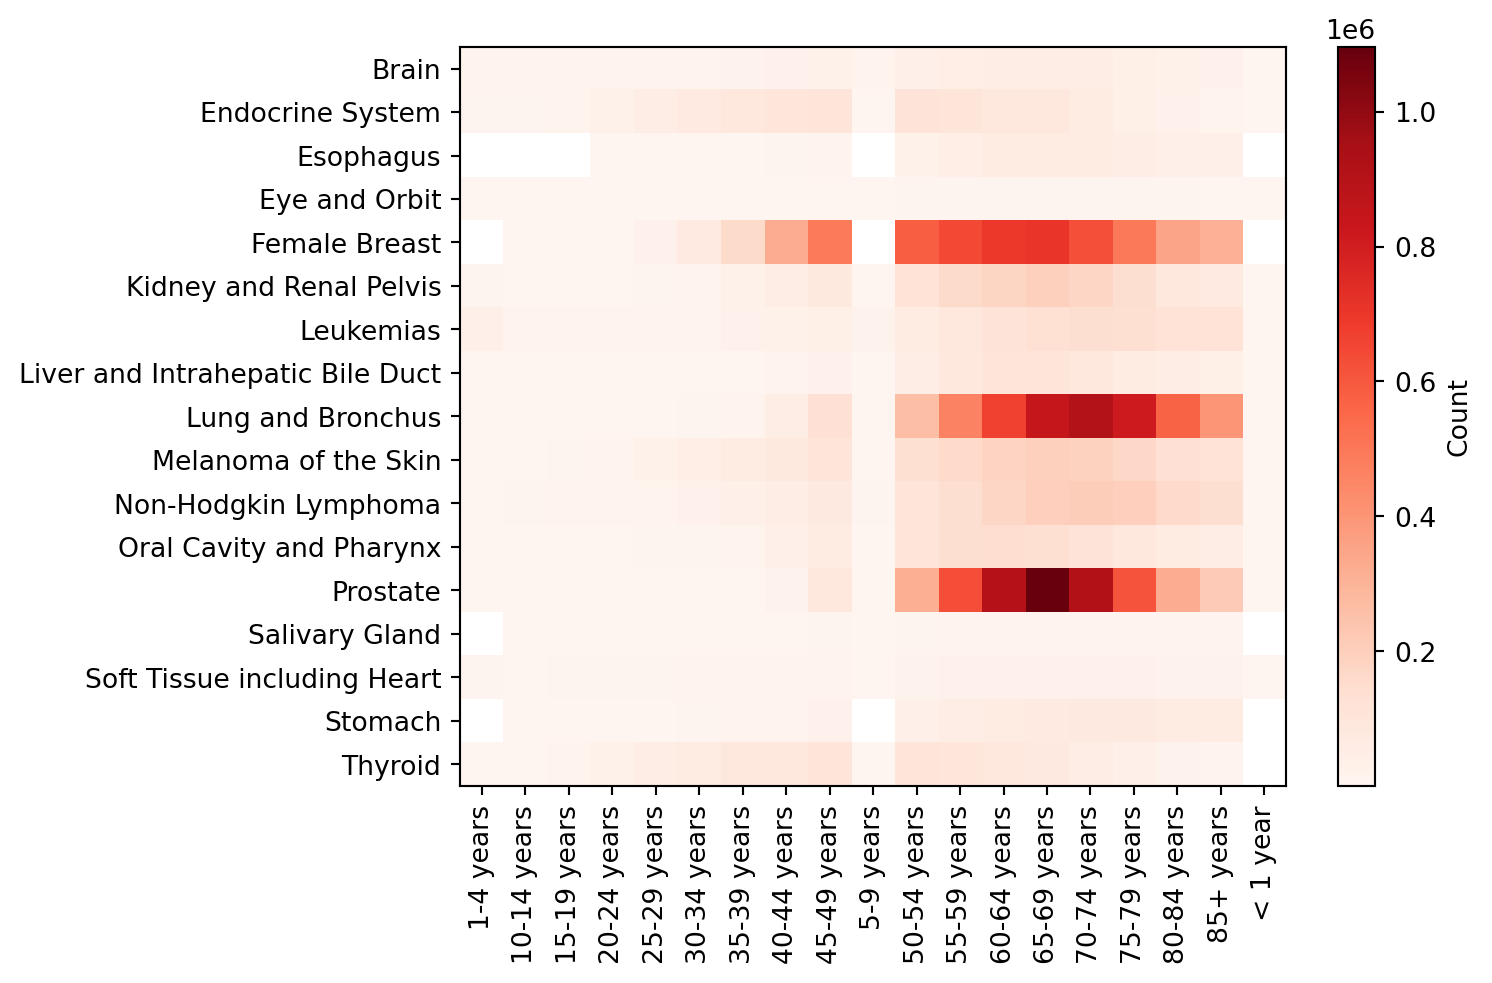 1e6
Brain
Endocrine System
Esophagus
Eye and Orbit
Female Breast
Kidney and Renal Pelvis
Leukemias
Liver and Intrahepatic Bile Duct
Lung and Bronchus
Melanoma of the Skin
Non-Hodgkin Lymphoma
Oral Cavity and Pharynx
Prostate
Salivary Gland
Soft Tissue including Heart
Stomach
Thyroid
1-4 years
10-14 years
15-19 years
20-24 years
25-29 years
30-34 years
35-39 years
40-44 years
45-49 years
5-9 years
50-54 years
55-59 years
60-64 years
65-69 years
70-74 years
75-79 years
80-84 years
85+ years
< 1 year
1.0
0.8
0.6
0.4
0.2
Count